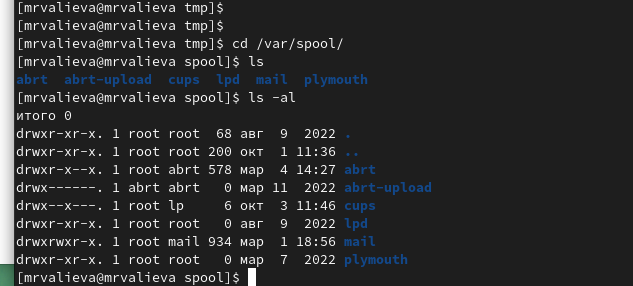 [mrvalieva@mrvalieva tmp]$
[mrvalieva@mrvalieva tmp]$
[mrvalieva@mrvalieva tmp]$ cd /var/spool/
[mrvalieva@mrvalieva spool]$ ls
abrt  abrt-upload  cups  lpd  mail  plymouth
[mrvalieva@mrvalieva spool]$ ls -al
итого 0
drwxr-xr-x. 1 root root  68 авг  9  2022 .
drwxr-xr-x. 1 root root 200 окт  1 11:36 ..
drwxr-x--x. 1 root abrt 578 мар  4 14:27 abrt
drwx------. 1 abrt abrt   0 мар 11  2022 abrt-upload
drwx--x---. 1 root lp     6 окт  3 11:46 cups
drwxr-xr-x. 1 root root   0 авг  9  2022 lpd
drwxrwxr-x. 1 root mail 934 мар  1 18:56 mail
drwxr-xr-x. 1 root root   0 мар  7  2022 plymouth
[mrvalieva@mrvalieva spool]$